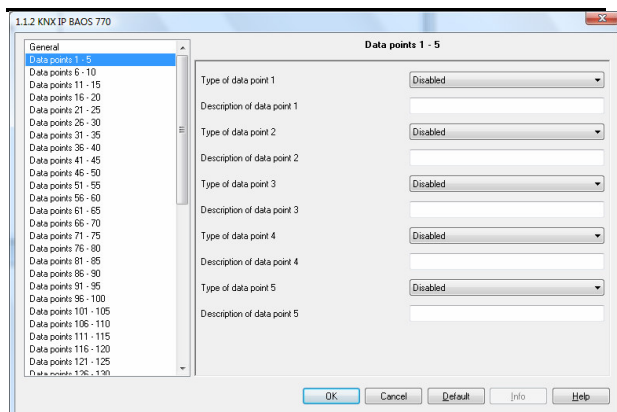 1.1.2 KNX IP BAOS 770
General
Data points 1 - 5
Data points 6 - 10
Data points 11 - 15
Data points 16 - 20
Data points 21 - 25
Data points 26 - 30
Data points 31 - 35
Data points 36 - 40
Data points 41 - 45
Data points 46 - 50
Data points 51 - 55
Data points 56 - 60
Data points 61 - 65
Data points 66 - 70
Data points 71 - 75
Data points 76 - 80
Data points 81 - 85
Data points 86 - 90
Data points 91 - 95
Data points 96 - 100
Data points 101 - 105
Data points 106 - 110
Data points 111 - 115
Data points 116 - 120
Data points 121 - 125
Data points 126 - 130
Data points 1 - 5
Type of data point 1 Disabled
Description of data point 1
Type of data point 2 Disabled
Description of data point 2
Type of data point 3 Disabled
Description of data point 3
Type of data point 4 Disabled
Description of data point 4
Type of data point 5 Disabled
Description of data point 5
OK Cancel Default Info Help